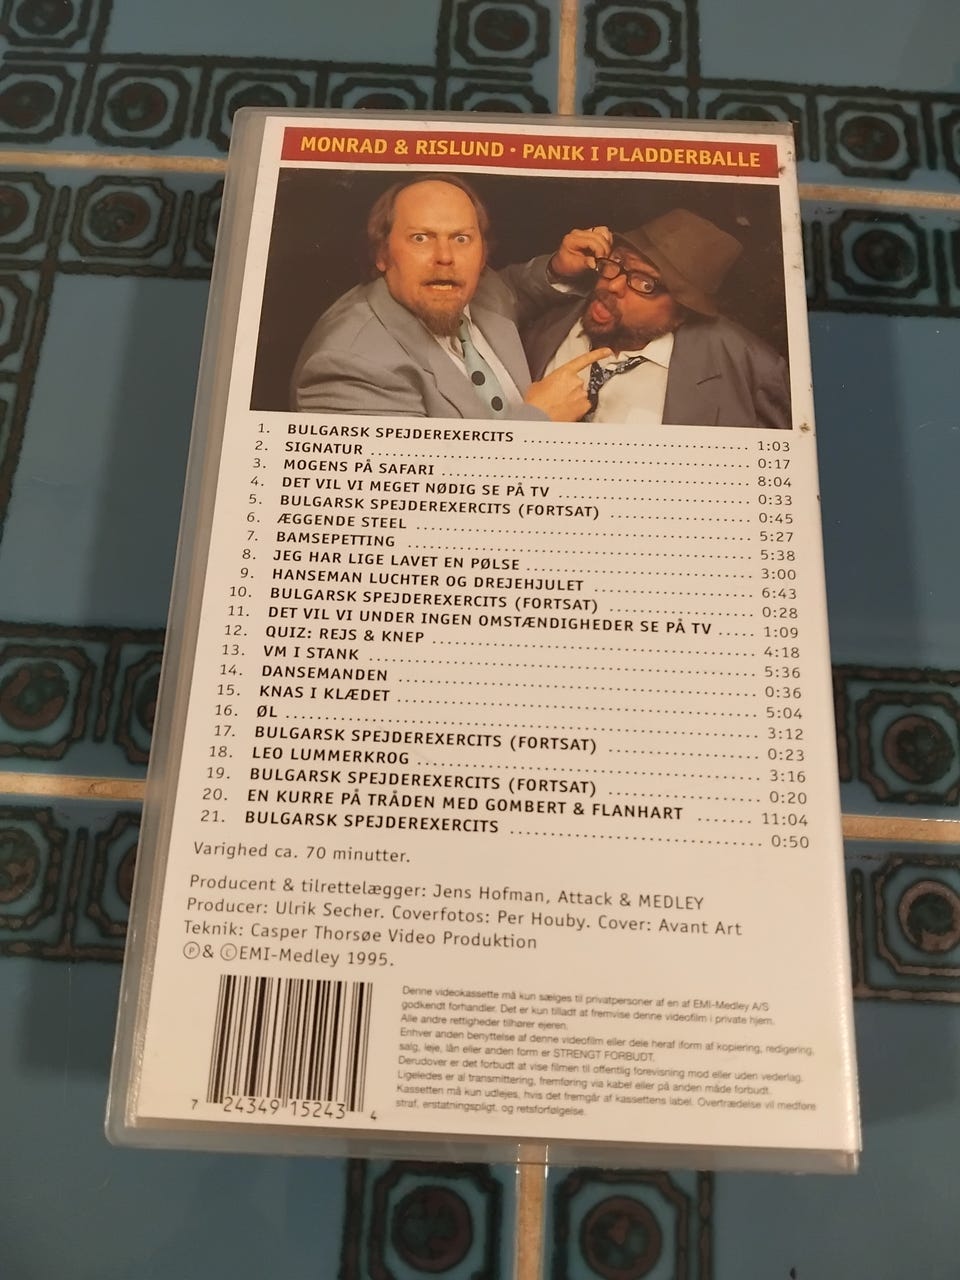 MONRAD & RISLUND · PANIK I PLADDERBALLE
1. BULGARSK SPEJDEREXERCITS ........ 1:03
2. SIGNATUR ........ 0:17
3. MOGENS PÅ SAFARI ........ 8:04
4. DET VIL VI MEGET NØDIG SE PÅ TV ........ 0:33
5. BULGARSK SPEJDEREXERCITS (FORTSAT) ........ 0:45
6. ÆGGENDE STEEL ........ 5:27
7. BAMSEPETTING ........ 5:38
8. JEG HAR LIGE LAVET EN PØLSE ........ 3:00
9. HANSEMAN LUCHTER OG DREJEHJULET ........ 6:43
10. BULGARSK SPEJDEREXERCITS (FORTSAT) ........ 0:28
11. DET VIL VI UNDER INGEN OMSTÆNDIGHEDER SE PÅ TV ..... 1:09
12. QUIZ: REJS & KNEP ........ 4:18
13. VM I STANK ........ 5:36
14. DANSEMANDEN ........ 0:36
15. KNAS I KLÆDET ........ 5:04
16. ØL ........ 3:12
17. BULGARSK SPEJDEREXERCITS (FORTSAT) ........ 0:23
18. LEO LUMMERKROG ........ 3:16
19. BULGARSK SPEJDEREXERCITS (FORTSAT) ........ 0:20
20. EN KURRE PÅ TRÅDEN MED GOMBERT & FLANHART ....... 11:04
21. BULGARSK SPEJDEREXERCITS ........ 0:50
Varighed ca. 70 minutter.
Producent & tilrettelægger: Jens Hofman, Attack & MEDLEY
Producer: Ulrik Secher. Coverfotos: Per Houby. Cover: Avant Art
Teknik: Casper Thorsøe Video Produktion
Ⓟ& ©EMI-Medley 1995.
Denne videokassette må kun sælges til privatpersoner af en af EMI-Medley A/S
godkendt forhandler. Det er kun tilladt at fremvise denne videofilm i private hjem.
Alle andre rettigheder tilhører ejeren.
Enhver anden benyttelse af denne videofilm eller dele heraf iform af kopiering, redigering,
salg, leje, lån eller anden form er STRENGT FORBUDT.
Derudover er det forbudt at vise filmen til offentlig forevisning mod eller uden vederlag.
Ligeledes er al transmittering, fremføring via kabel eller på anden måde forbudt.
Kassetten må kun udlejes, hvis det fremgår af kassettens label. Overtrædelse vil medføre
straf, erstatningspligt, og retsforfølgelse.
7 24349 15243 4